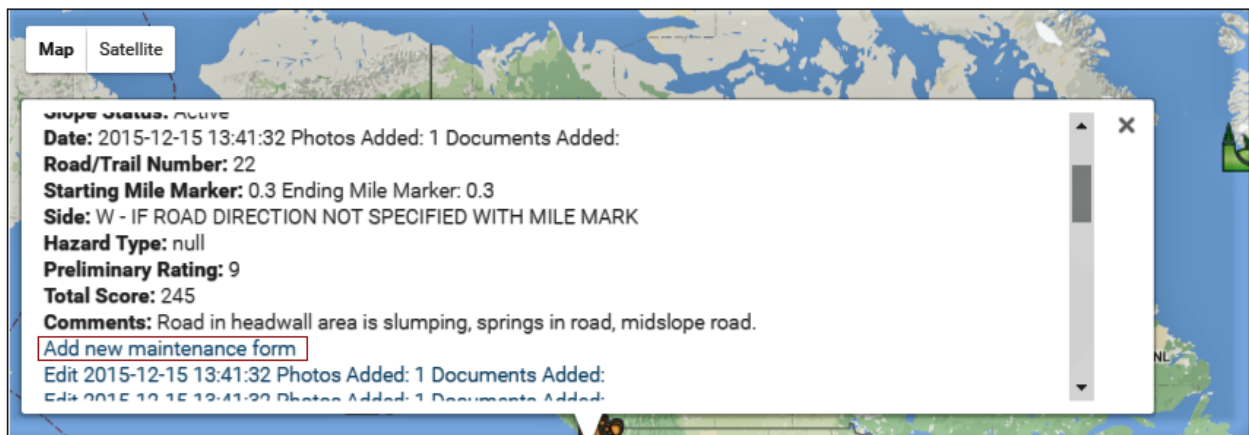 Map Satellite
Slope Status: Active
Date: 2015-12-15 13:41:32 Photos Added: 1 Documents Added:
Road/Trail Number: 22
Starting Mile Marker: 0.3 Ending Mile Marker: 0.3
Side: W - IF ROAD DIRECTION NOT SPECIFIED WITH MILE MARK
Hazard Type: null
Preliminary Rating: 9
Total Score: 245
Comments: Road in headwall area is slumping, springs in road, midslope road.
Add new maintenance form
NL
Edit 2015-12-15 13:41:32 Photos Added: 1 Documents Added:
Edit 2015-12-15 13:41:32 Photos Added: 1 Documents Added: